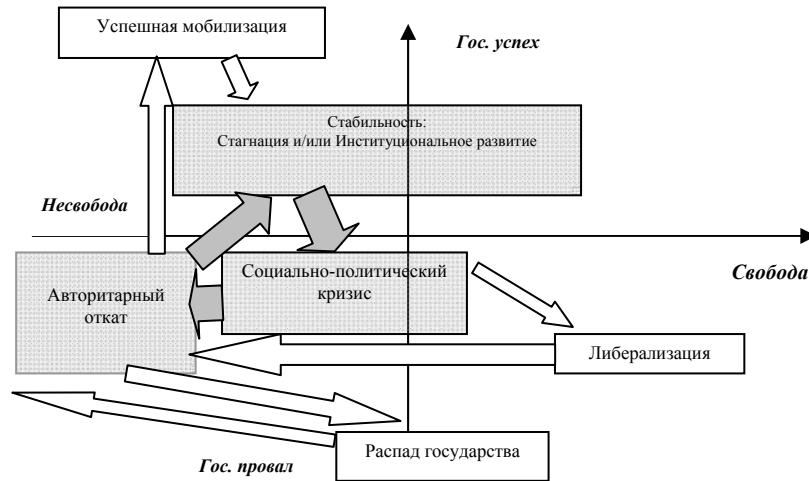 Успешная мобилизация
Гос. успех
Стабильность:
Стагнация и/или Институциональное развитие
Несвобода
Свобода
Авторитарный
откат
Социально-политический
кризис
Либерализация
Распад государства
Гос. провал